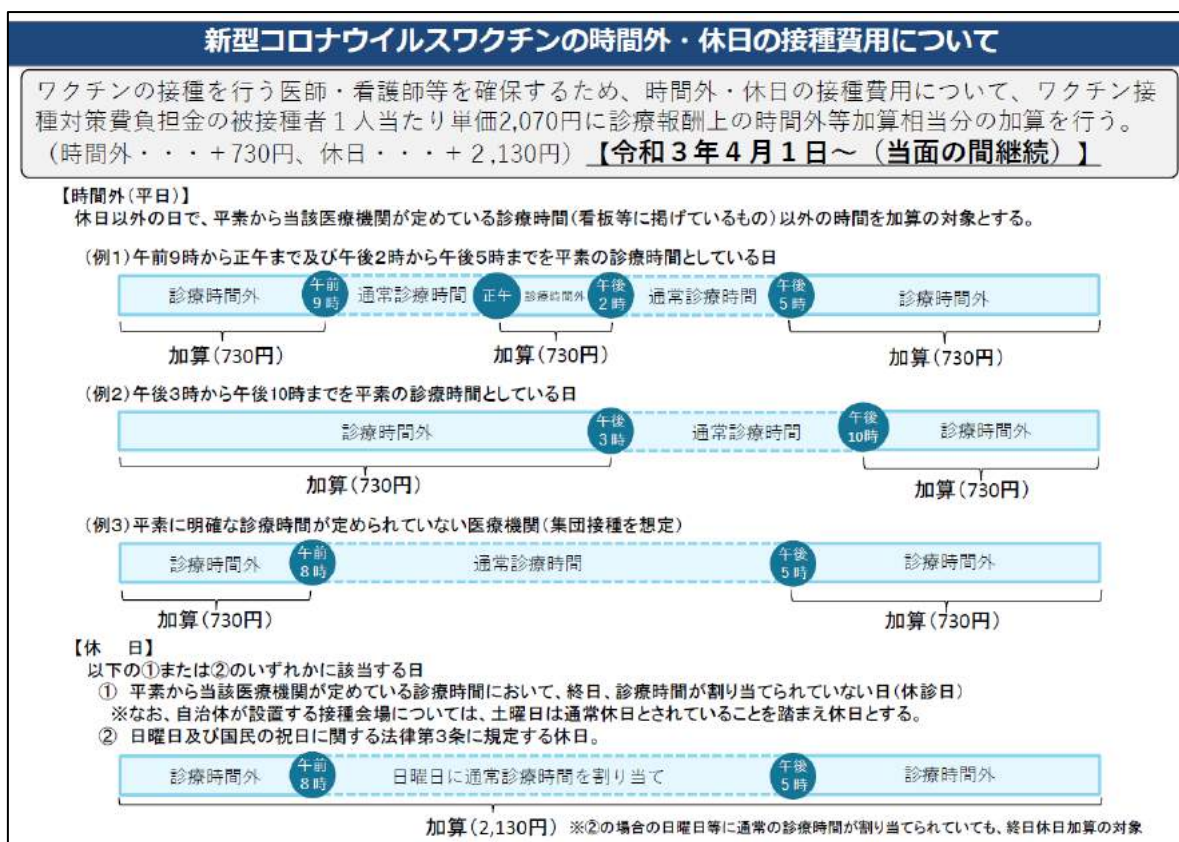 新型コロナウイルスワクチンの時間外・休日の接種費用について
ワクチンの接種を行う医師・看護師等を確保するため、時間外・休日の接種費用について、ワクチン接
種対策費負担金の被接種者１人当たり単価2,070円に診療報酬上の時間外等加算相当分の加算を行う。
（時間外・・・＋730円、休日・・・＋2,130円）【令和３年４月１日～（当面の間継続）】
【時間外(平日)】
休日以外の日で、平素から当該医療機関が定めている診療時間(看板等に掲げているもの)以外の時間を加算の対象とする。
(例1)午前9時から正午まで及び午後2時から午後5時までを平素の診療時間としている日
診療時間外 午前9時 通常診療時間 正午 診療時間外 午後2時 通常診療時間 午後5時 診療時間外
加算(730円) 加算(730円) 加算(730円)
(例2)午後3時から午後10時までを平素の診療時間としている日
診療時間外 午後3時 通常診療時間 午後10時 診療時間外
加算(730円) 加算(730円)
(例3)平素に明確な診療時間が定められていない医療機関(集団接種を想定)
診療時間外 午前8時 通常診療時間 午後5時 診療時間外
加算(730円) 加算(730円)
【休　日】
以下の①または②のいずれかに該当する日
① 平素から当該医療機関が定めている診療時間において、終日、診療時間が割り当てられていない日(休診日)
※なお、自治体が設置する接種会場については、土曜日は通常休日とされていることを踏まえ休日とする。
② 日曜日及び国民の祝日に関する法律第3条に規定する休日。
診療時間外 午前8時 日曜日に通常診療時間を割り当て 午後5時 診療時間外
加算(2,130円) ※②の場合の日曜日等に通常の診療時間が割り当てられていても、終日休日加算の対象